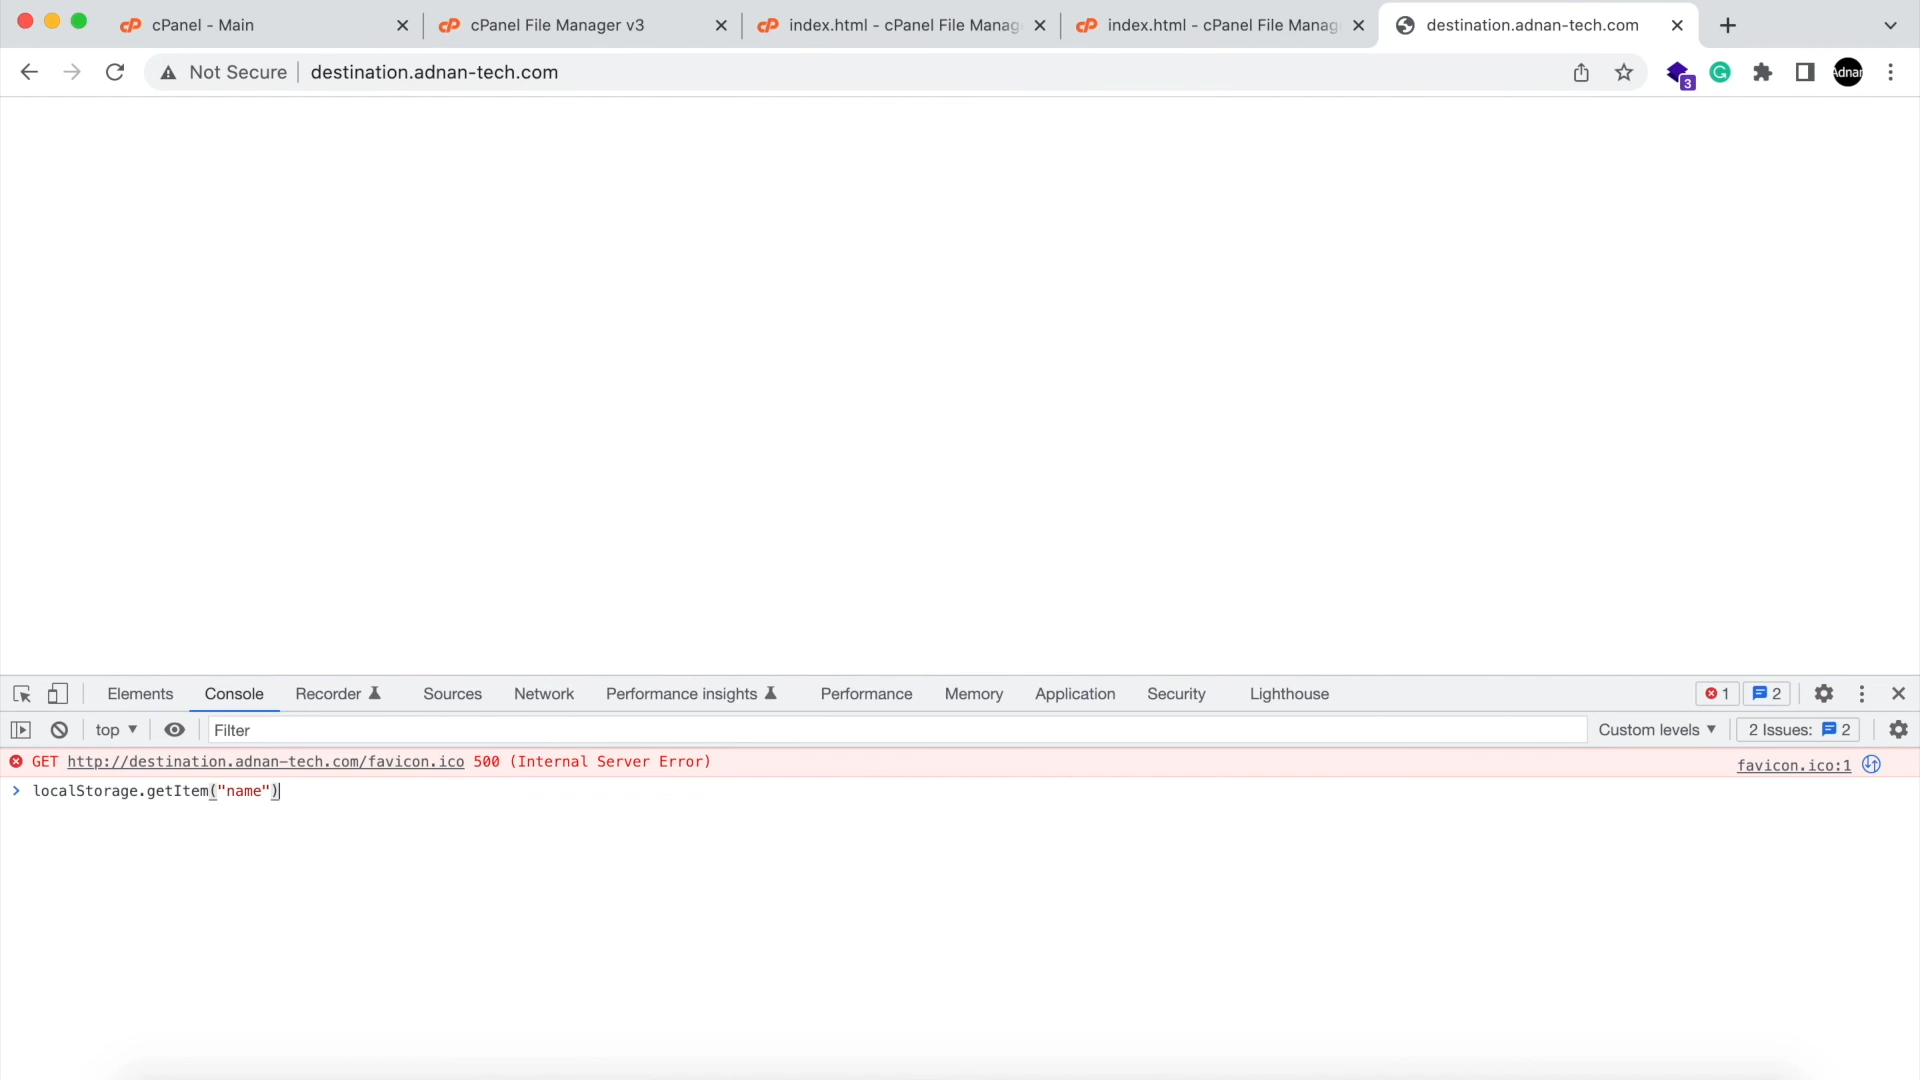 cPanel - Main
cPanel File Manager v3
index.html - cPanel File Manag
index.html - cPanel File Manag
destination.adnan-tech.com
Not Secure
destination.adnan-tech.com
3
Adnan
Elements
Console
Recorder
Sources
Network
Performance insights
Performance
Memory
Application
Security
Lighthouse
1
2
top
Filter
Custom levels
2 Issues:
2
GET http://destination.adnan-tech.com/favicon.ico 500 (Internal Server Error)
favicon.ico:1
> localStorage.getItem("name")